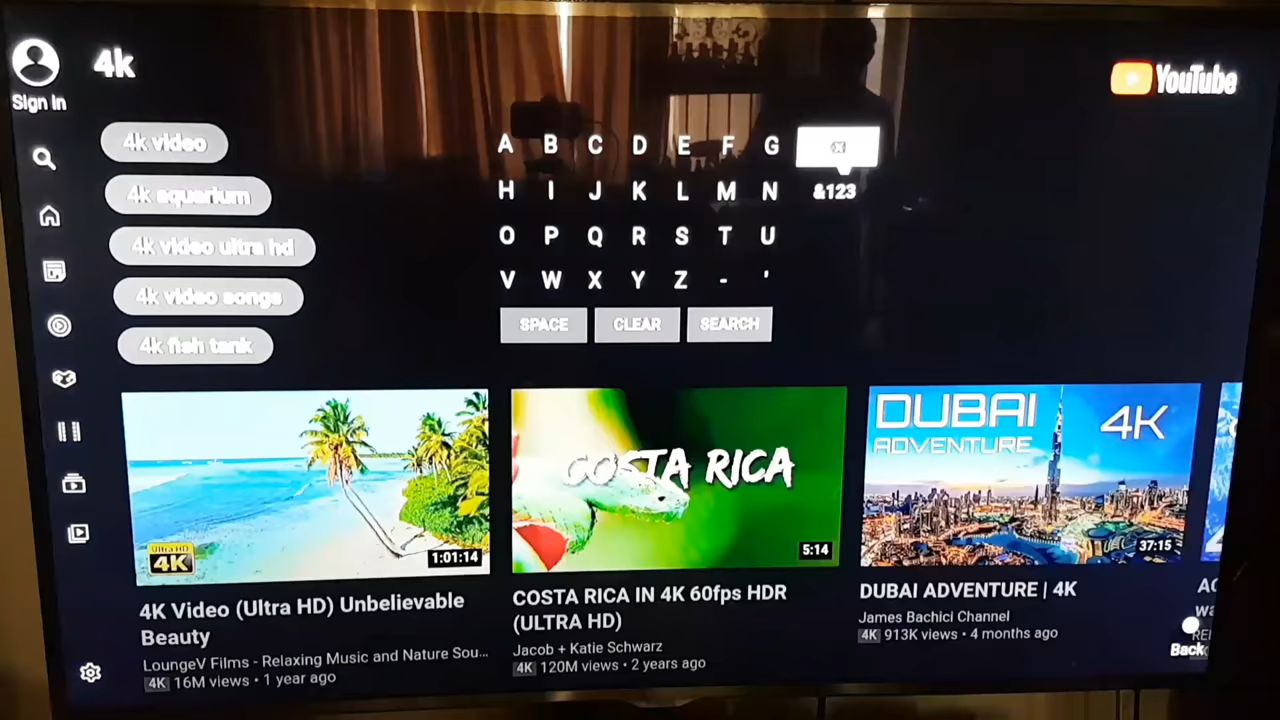 4k
YouTube
Sign in
4k video
4k aquarium
4k video ultra hd
4k video songs
4k fish tank
A B C D E F G
H I J K L M N &123
O P Q R S T U
V W X Y Z - '
SPACE CLEAR SEARCH
Ultra HD
4K
1:01:14
COSTA RICA
5:14
DUBAI
ADVENTURE
4K
37:15
4K Video (Ultra HD) Unbelievable
Beauty
LoungeV Films - Relaxing Music and Nature Sou...
4K 16M views • 1 year ago
COSTA RICA IN 4K 60fps HDR
(ULTRA HD)
Jacob + Katie Schwarz
4K 120M views • 2 years ago
DUBAI ADVENTURE | 4K
James Bachici Channel
4K 913K views • 4 months ago
Back